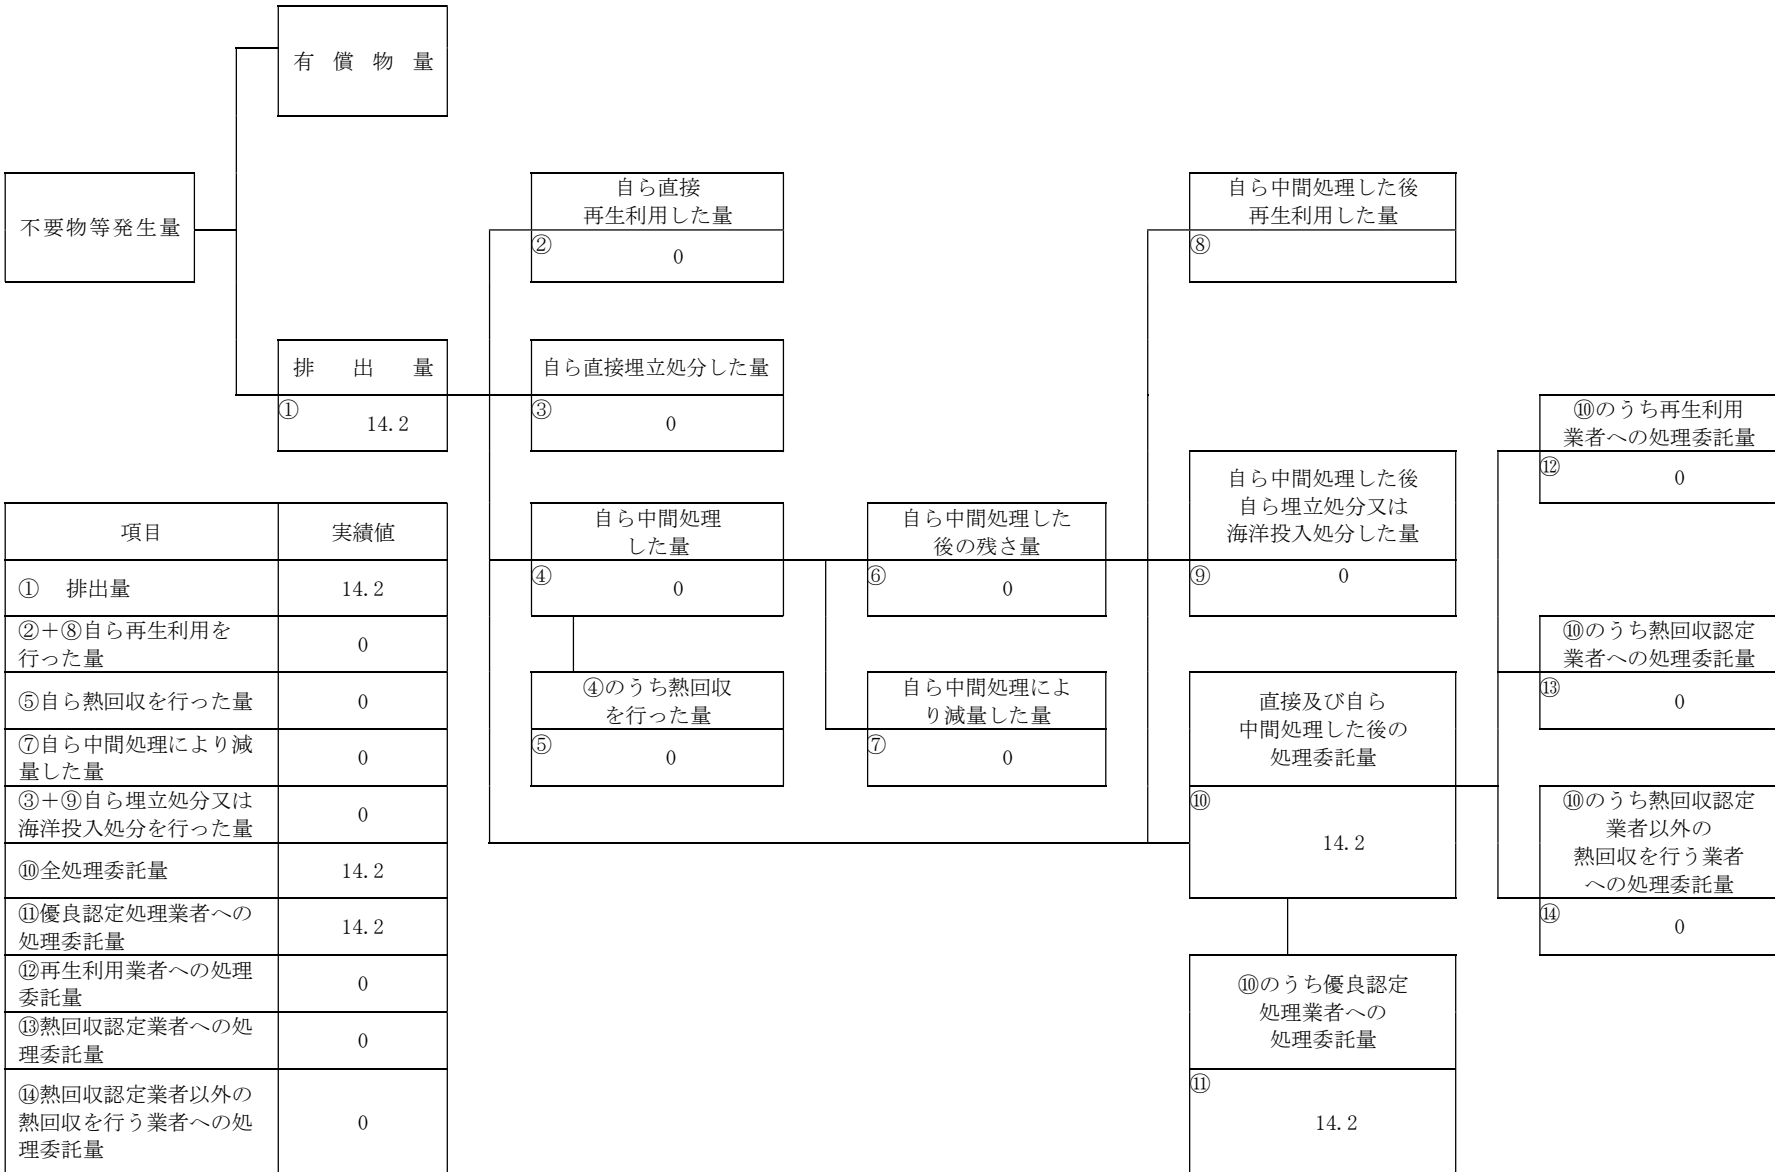 有償物量
不要物等発生量
自ら直接
再生利用した量
②
0
自ら中間処理した後
再生利用した量
⑧
排出量
①
14.2
自ら直接埋立処分した量
③
0
⑩のうち再生利用
業者への処理委託量
⑫
0
自ら中間処理
した量
④
0
自ら中間処理した
後の残さ量
⑥
0
自ら中間処理した後
自ら埋立処分又は
海洋投入処分した量
⑨
0
⑩のうち熱回収認定
業者への処理委託量
⑬
0
④のうち熱回収
を行った量
⑤
0
自ら中間処理によ
り減量した量
⑦
0
直接及び自ら
中間処理した後の
処理委託量
⑩
14.2
⑩のうち熱回収認定
業者以外の
熱回収を行う業者
への処理委託量
⑭
0
⑩のうち優良認定
処理業者への
処理委託量
⑪
14.2
項目 実績値
① 排出量 14.2
②+⑧自ら再生利用を
行った量
0
⑤自ら熱回収を行った量 0
⑦自ら中間処理により減
量した量
0
③+⑨自ら埋立処分又は
海洋投入処分を行った量
0
⑩全処理委託量 14.2
⑪優良認定処理業者への
処理委託量
14.2
⑫再生利用業者への処理
委託量
0
⑬熱回収認定業者への処
理委託量
0
⑭熱回収認定業者以外の
熱回収を行う業者への処
理委託量
0